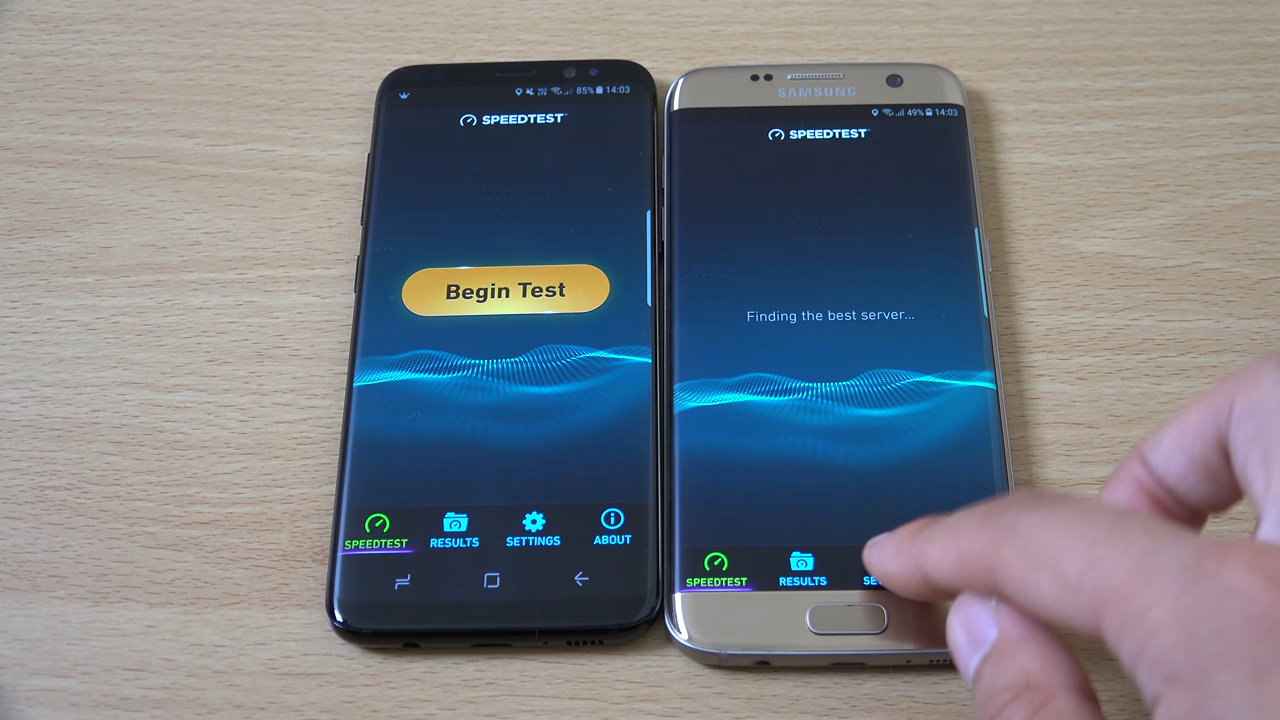 85% 14:03
SPEEDTEST
Begin Test
SPEEDTEST
RESULTS
SETTINGS
ABOUT
SAMSUNG
49% 14:03
SPEEDTEST
Finding the best server...
SPEEDTEST
RESULTS
SE